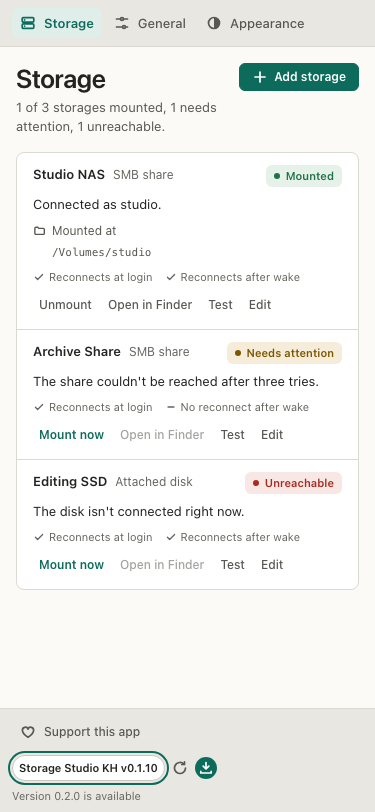 Storage General Appearance
Storage
Add storage
1 of 3 storages mounted, 1 needs
attention, 1 unreachable.
Studio NAS SMB share Mounted
Connected as studio.
Mounted at
/Volumes/studio
Reconnects at login Reconnects after wake
Unmount Open in Finder Test Edit
Archive Share SMB share Needs attention
The share couldn't be reached after three tries.
Reconnects at login No reconnect after wake
Mount now Open in Finder Test Edit
Editing SSD Attached disk Unreachable
The disk isn't connected right now.
Reconnects at login Reconnects after wake
Mount now Open in Finder Test Edit
Support this app
Storage Studio KH v0.1.10
Version 0.2.0 is available